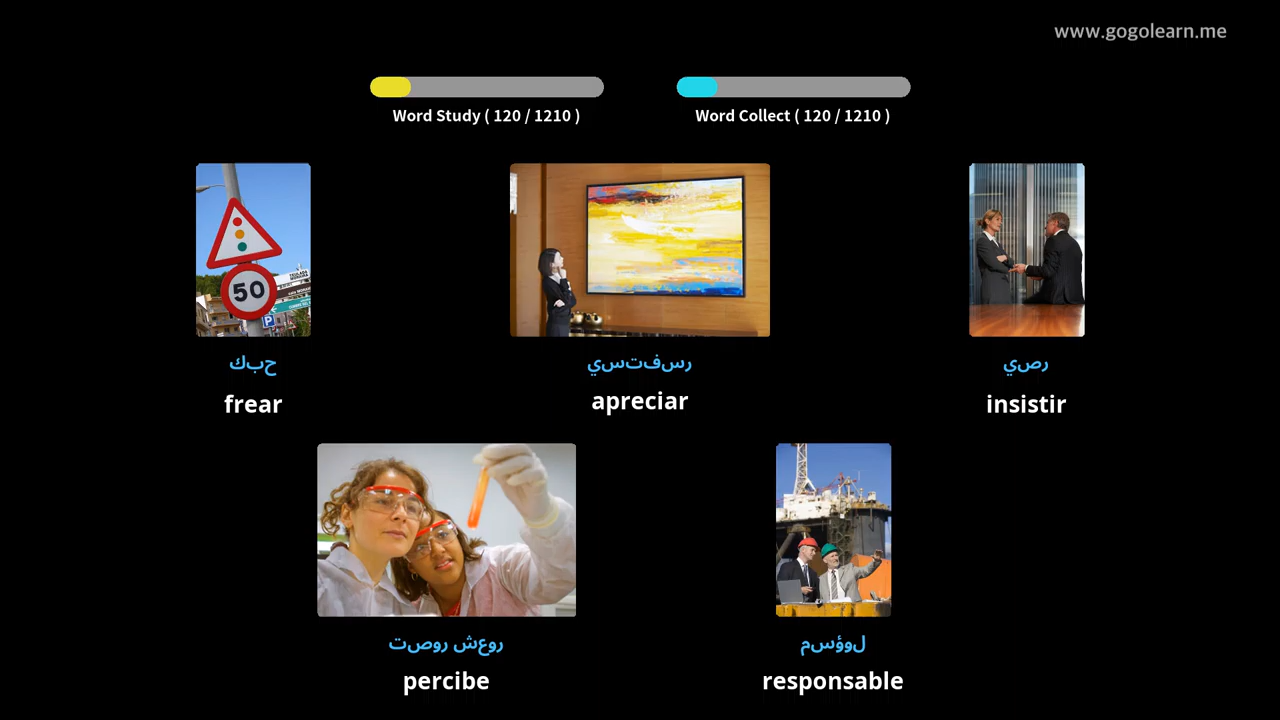 www.gogolearn.me
Word Study ( 120 / 1210 )
Word Collect ( 120 / 1210 )
50
P
حبك
رسفتسي
رصي
frear
apreciar
insistir
روعش روصت
لوؤسم
percibe
responsable